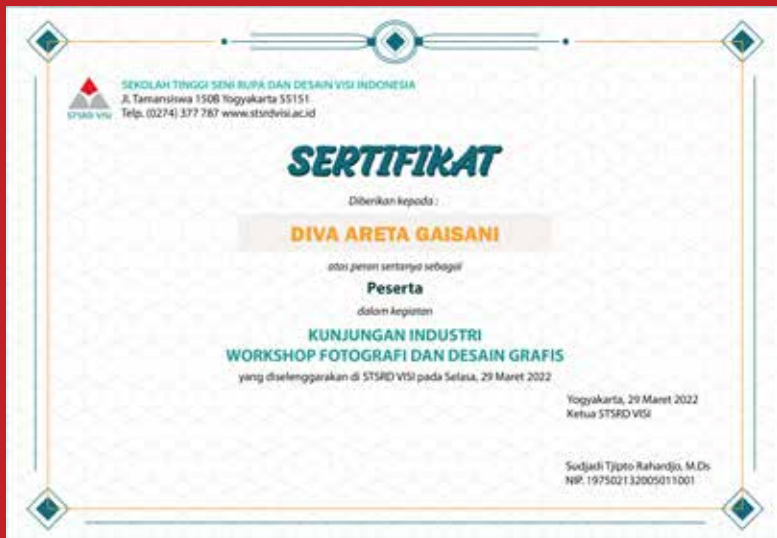 SEKOLAH TINGGI SENI RUPA DAN DESAIN VISI INDONESIA
Jl. Tamansiswa 150B Yogyakarta 55151
STSRD VISI
Telp. (0274) 377 787 www.stsrdvisi.ac.id
SERTIFIKAT
Diberikan kepada :
DIVA ARETA GAISANI
atas peran sertanya sebagai
Peserta
dalam kegiatan
KUNJUNGAN INDUSTRI
WORKSHOP FOTOGRAFI DAN DESAIN GRAFIS
yang diselenggarakan di STSRD VISI pada Selasa, 29 Maret 2022
Yogyakarta, 29 Maret 2022
Ketua STSRD VISI
Sudjadi Tjipto Rahardjo, M.Ds
NIP. 197502132005011001